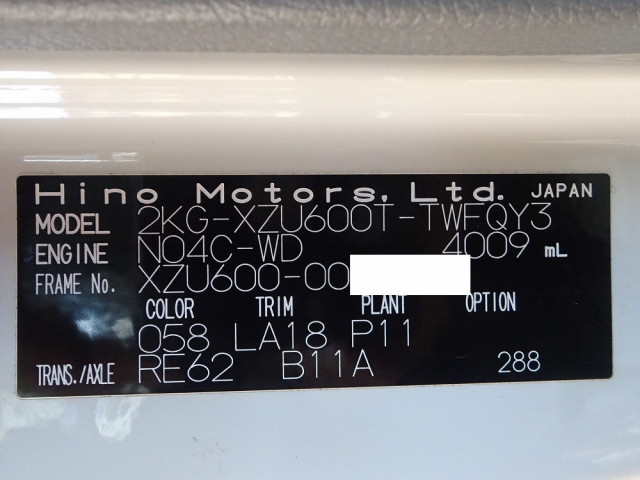 Hino Motors, Ltd. JAPAN
MODEL 2KG-XZU600T-TWFQY3
ENGINE N04C-WD 4009 mL
FRAME No. XZU600-00
COLOR TRIM PLANT OPTION
058 LA18 P11
TRANS./AXLE RE62 B11A 288